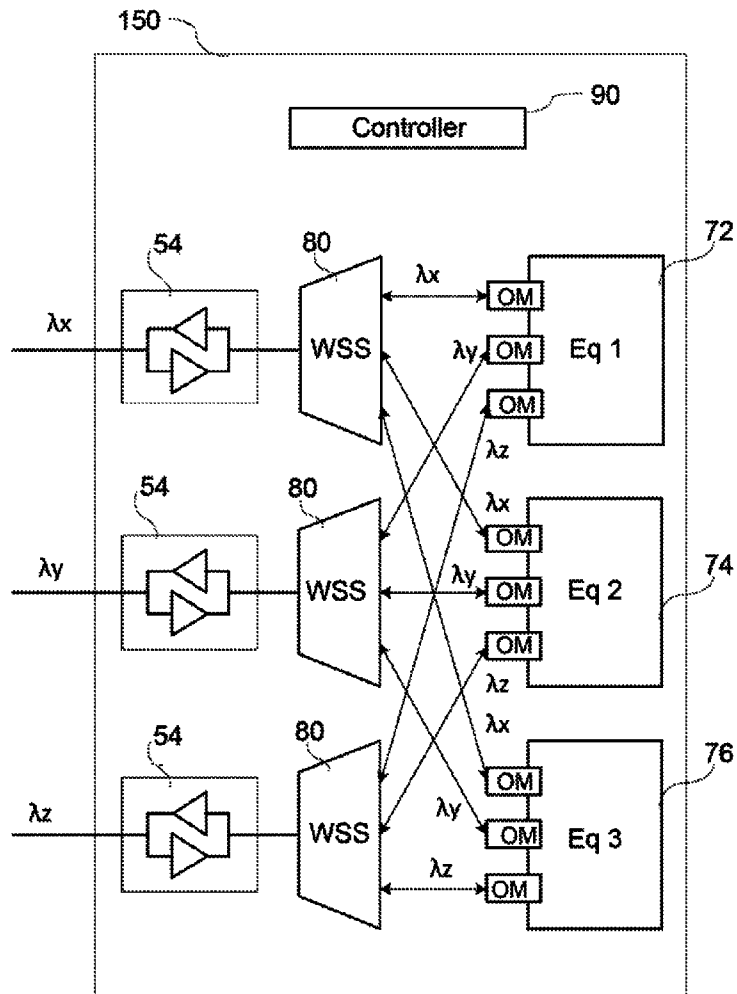 150
90
Controller
54
80
72
λx
WSS
λx
OM
λy
OM
Eq 1
OM
λz
54
80
λx
OM
74
λy
WSS
λy
OM
Eq 2
OM
λz
54
80
λx
76
OM
λz
WSS
λy
OM
Eq 3
λz
OM